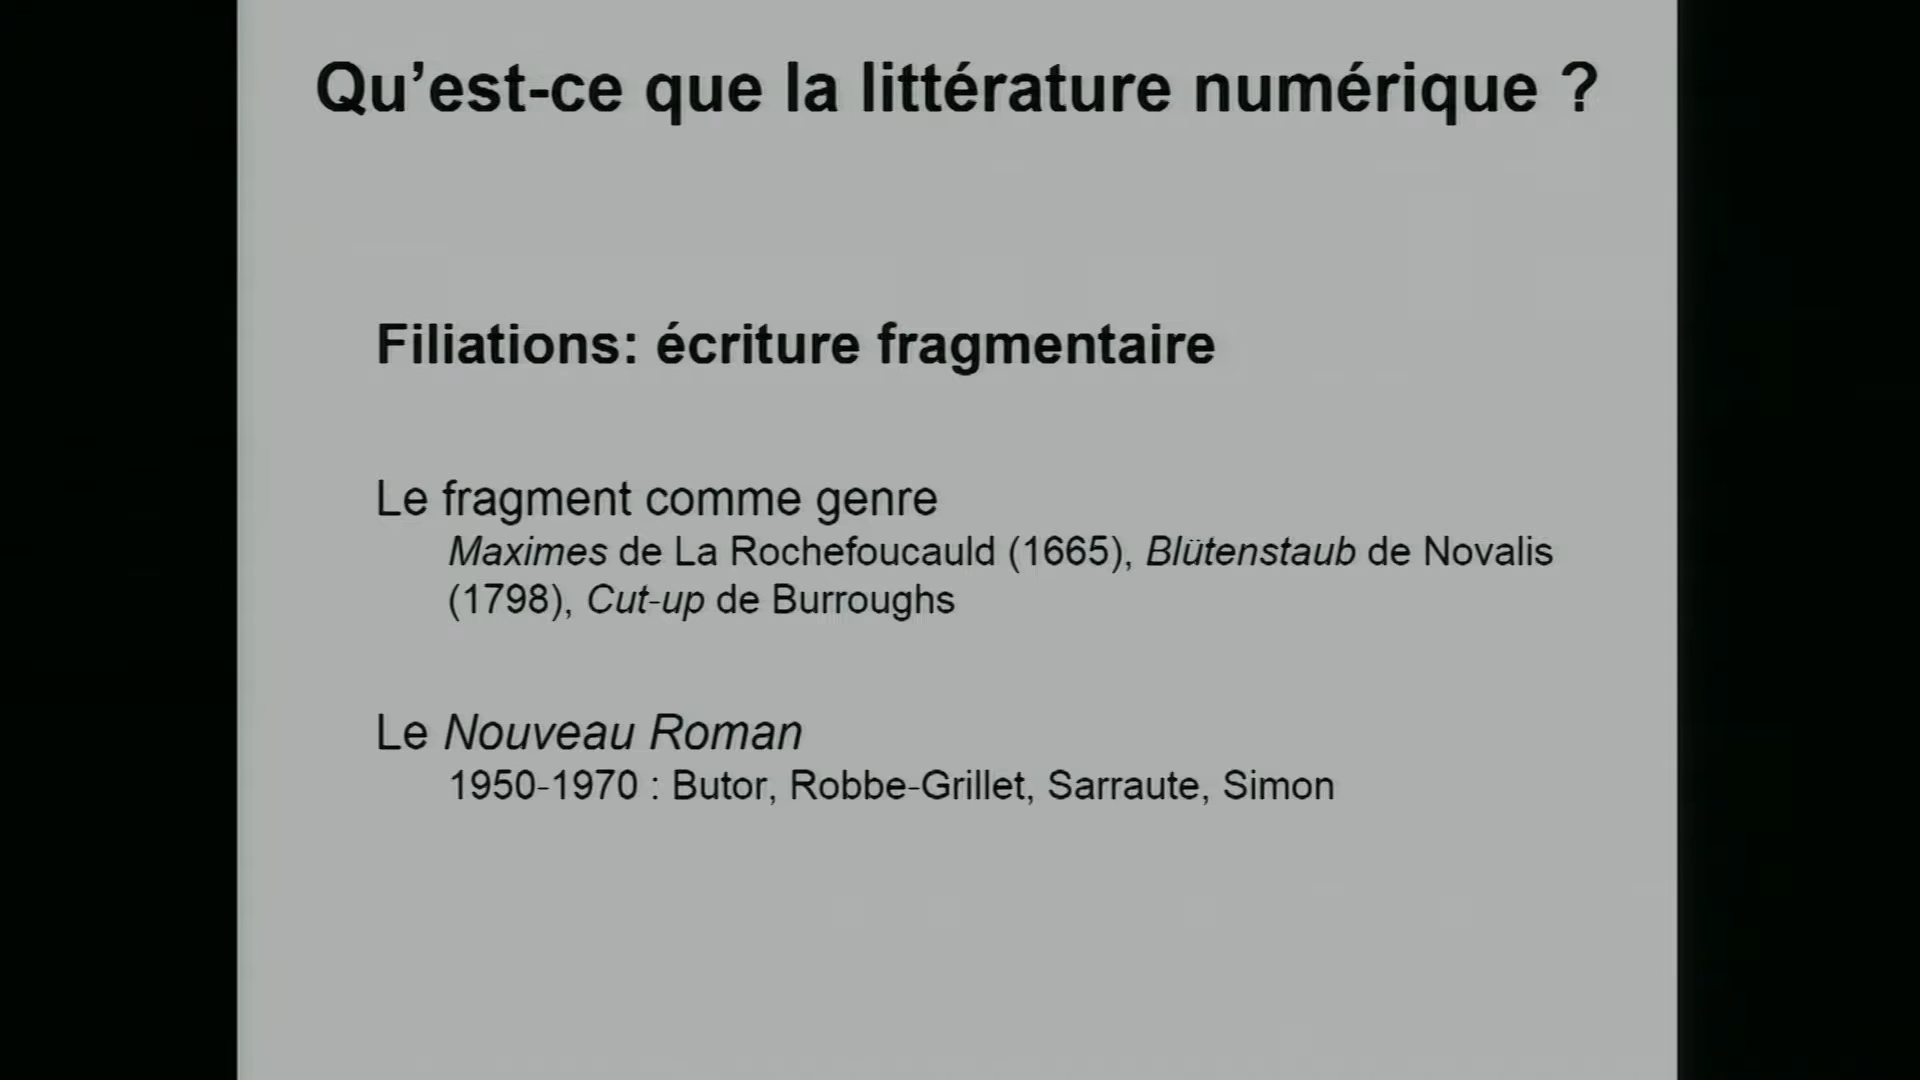 Qu’est-ce que la littérature numérique ?
Filiations: écriture fragmentaire
Le fragment comme genre
Maximes de La Rochefoucauld (1665), Blütenstaub de Novalis
(1798), Cut-up de Burroughs
Le Nouveau Roman
1950-1970 : Butor, Robbe-Grillet, Sarraute, Simon